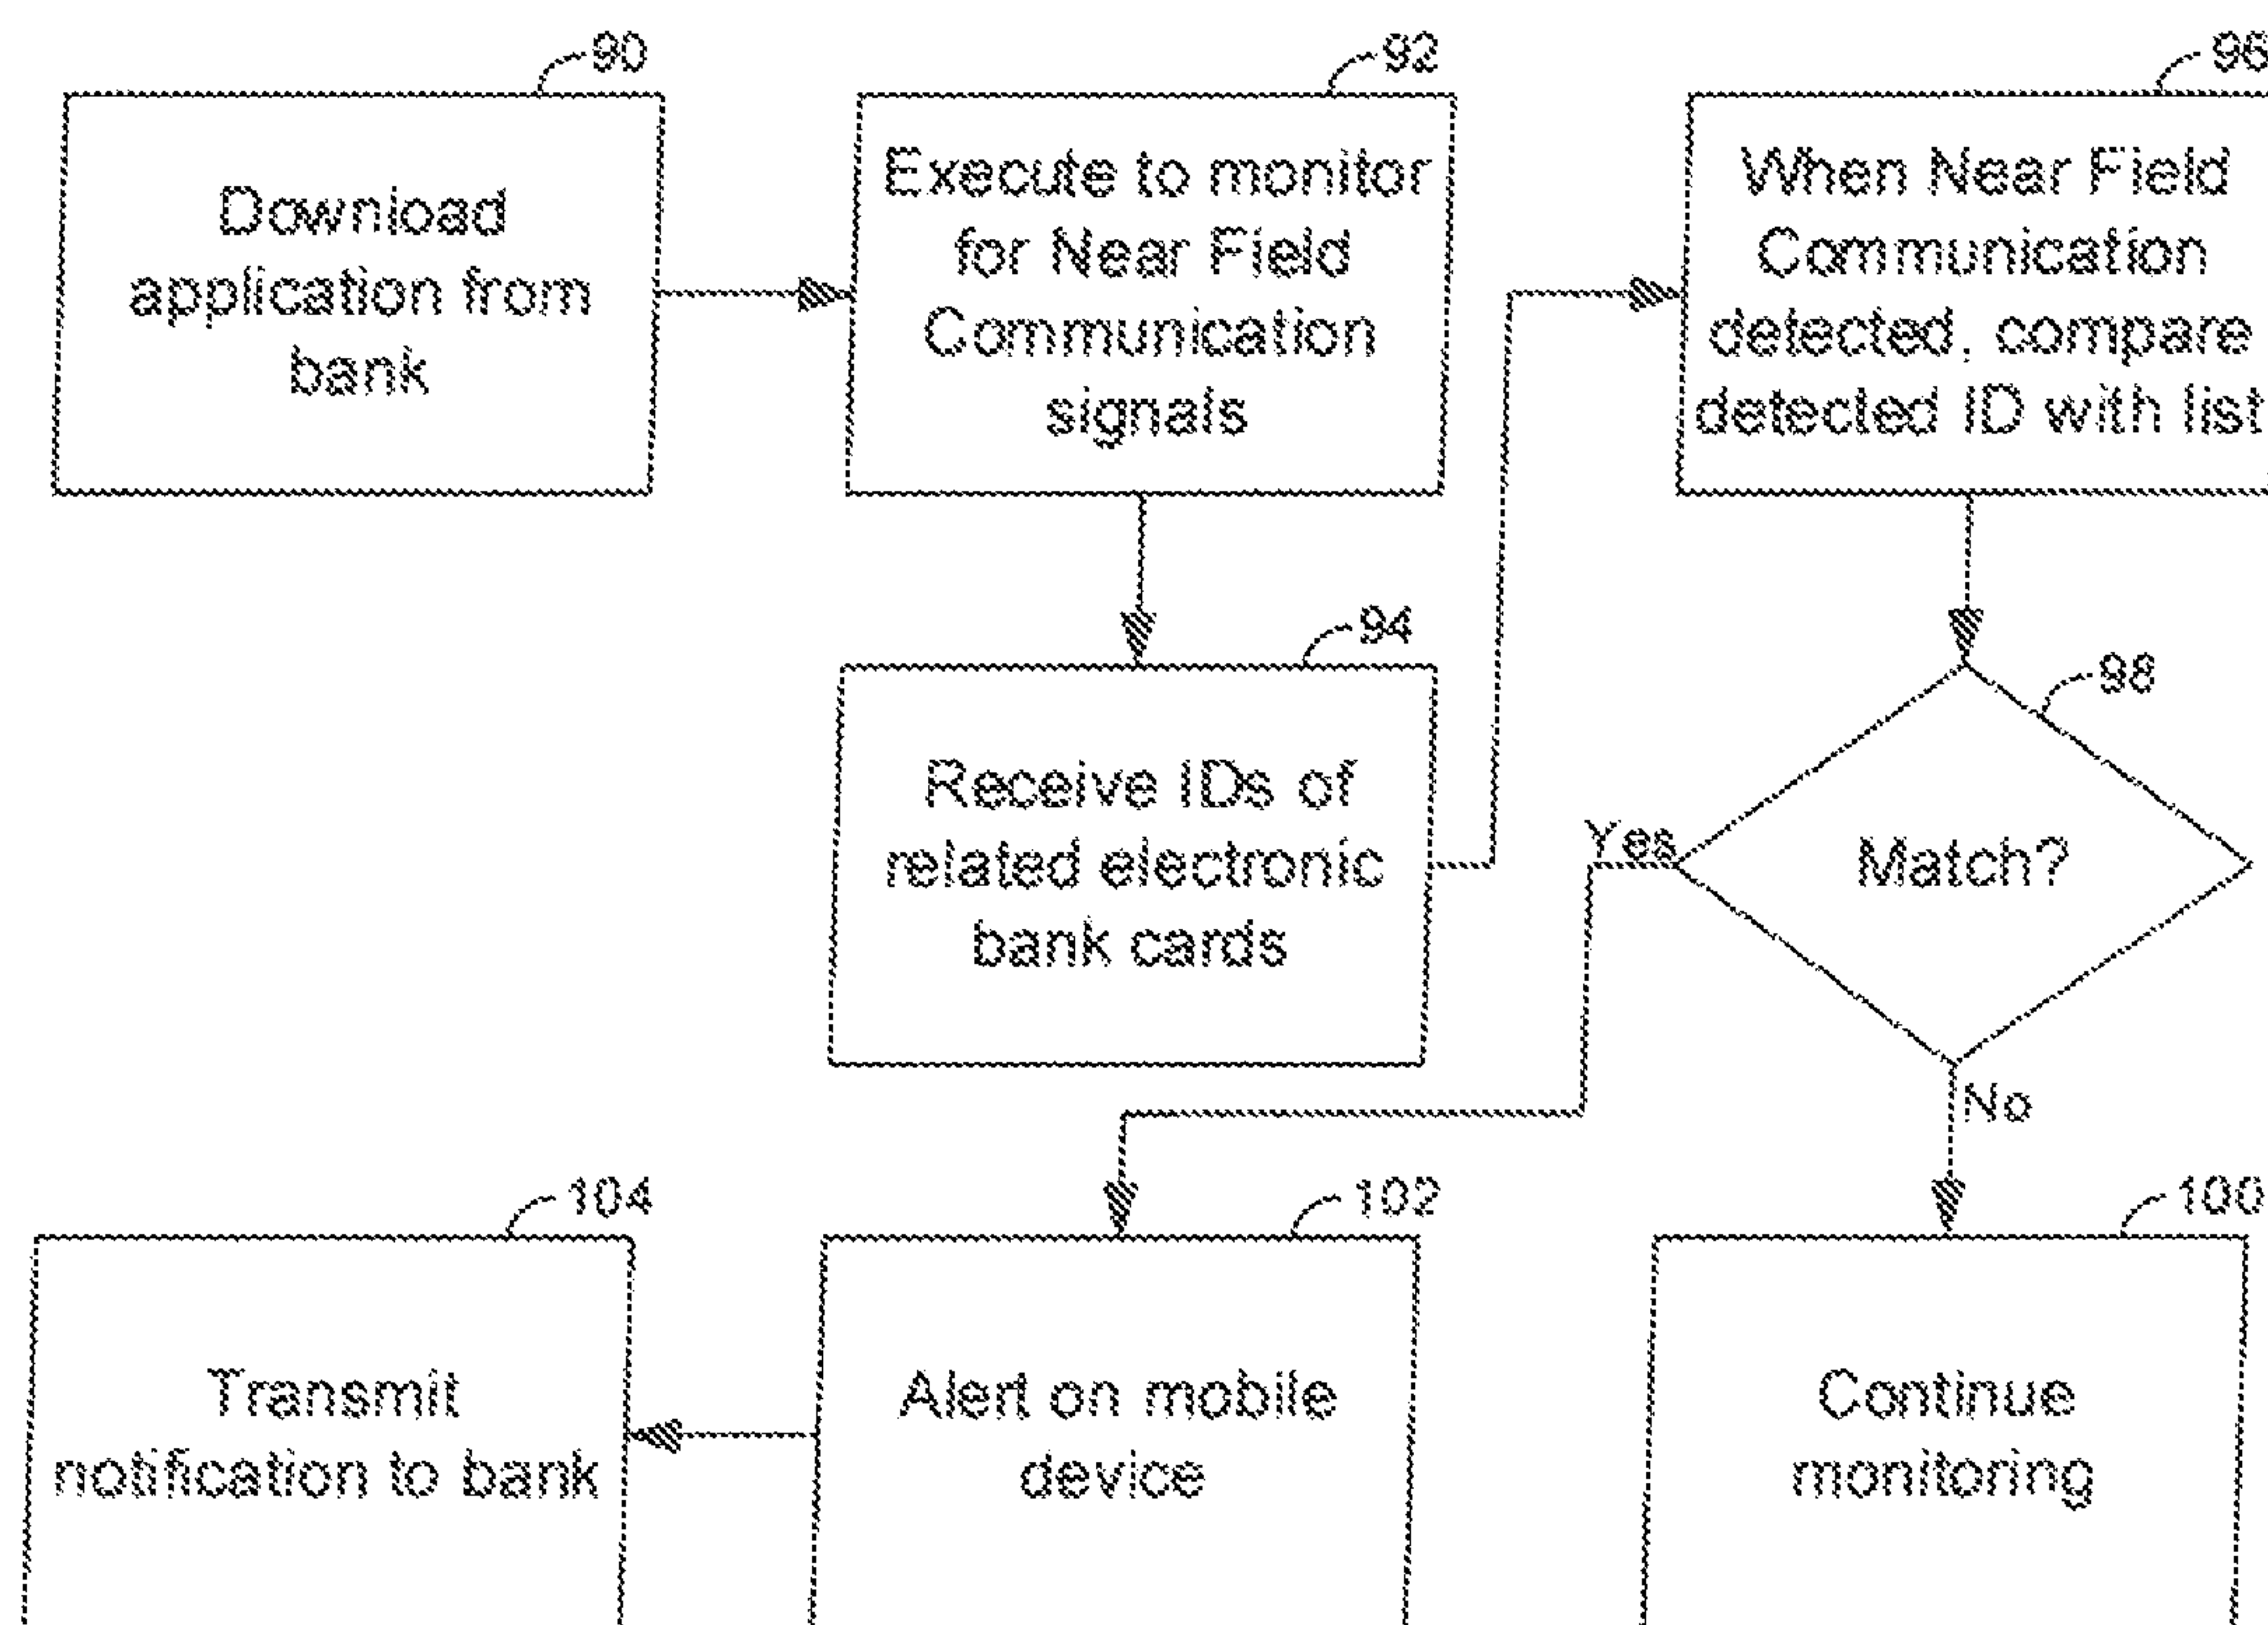 90
Download
application from
bank
92
Execute to monitor
for Near Field
Communication
signals
96
When Near Field
Communication
detected, compare
detected ID with list
94
Receive IDs of
related electronic
bank cards
98
Match?
Yes
No
104
Transmit
notification to bank
102
Alert on mobile
device
100
Continue
monitoring